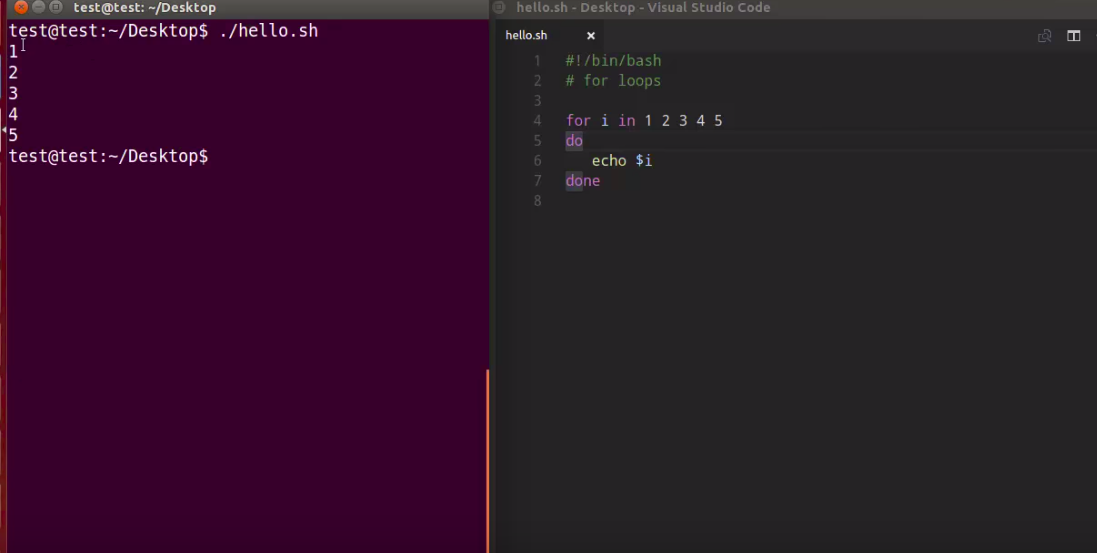 test@test: ~/Desktop
test@test:~/Desktop$ ./hello.sh
1
2
3
4
5
test@test:~/Desktop$
hello.sh - Desktop - Visual Studio Code
hello.sh
1 #!/bin/bash
2 # for loops
3
4 for i in 1 2 3 4 5
5 do
6 echo $i
7 done
8